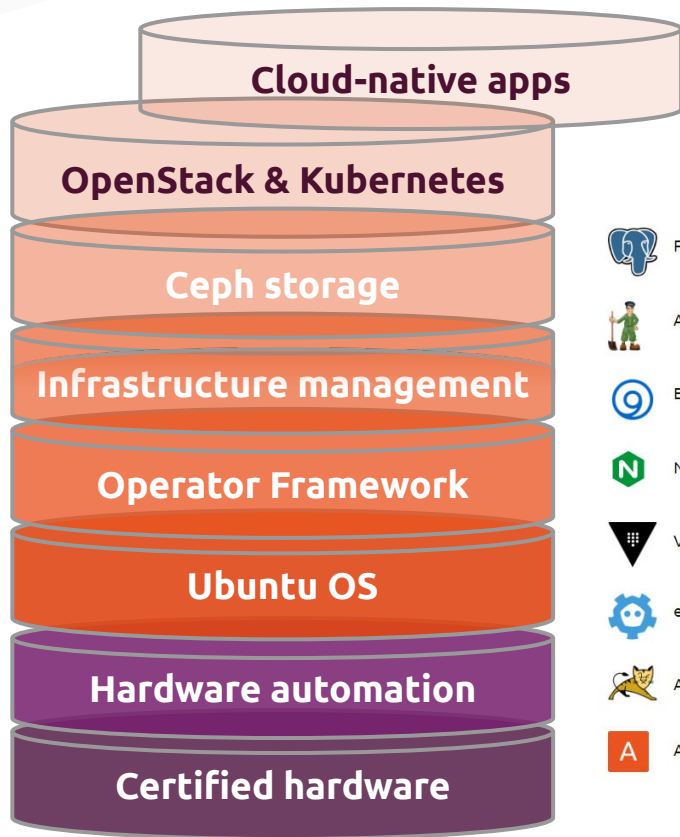 Cloud-native apps
OpenStack & Kubernetes
Ceph storage
Infrastructure management
Operator Framework
Ubuntu OS
Hardware automation
Certified hardware
P
A
B
N
N
V
e
A
A
A